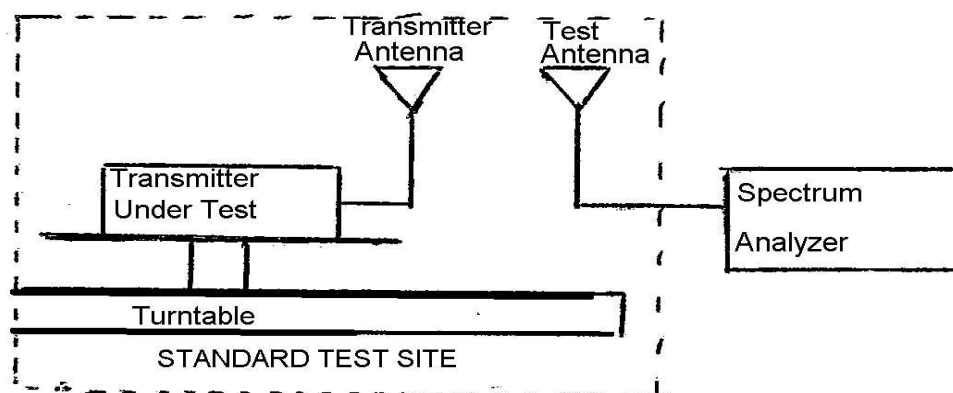 Transmitter
Antenna
Test
Antenna
Transmitter
Under Test
Spectrum
Analyzer
Turntable
STANDARD TEST SITE